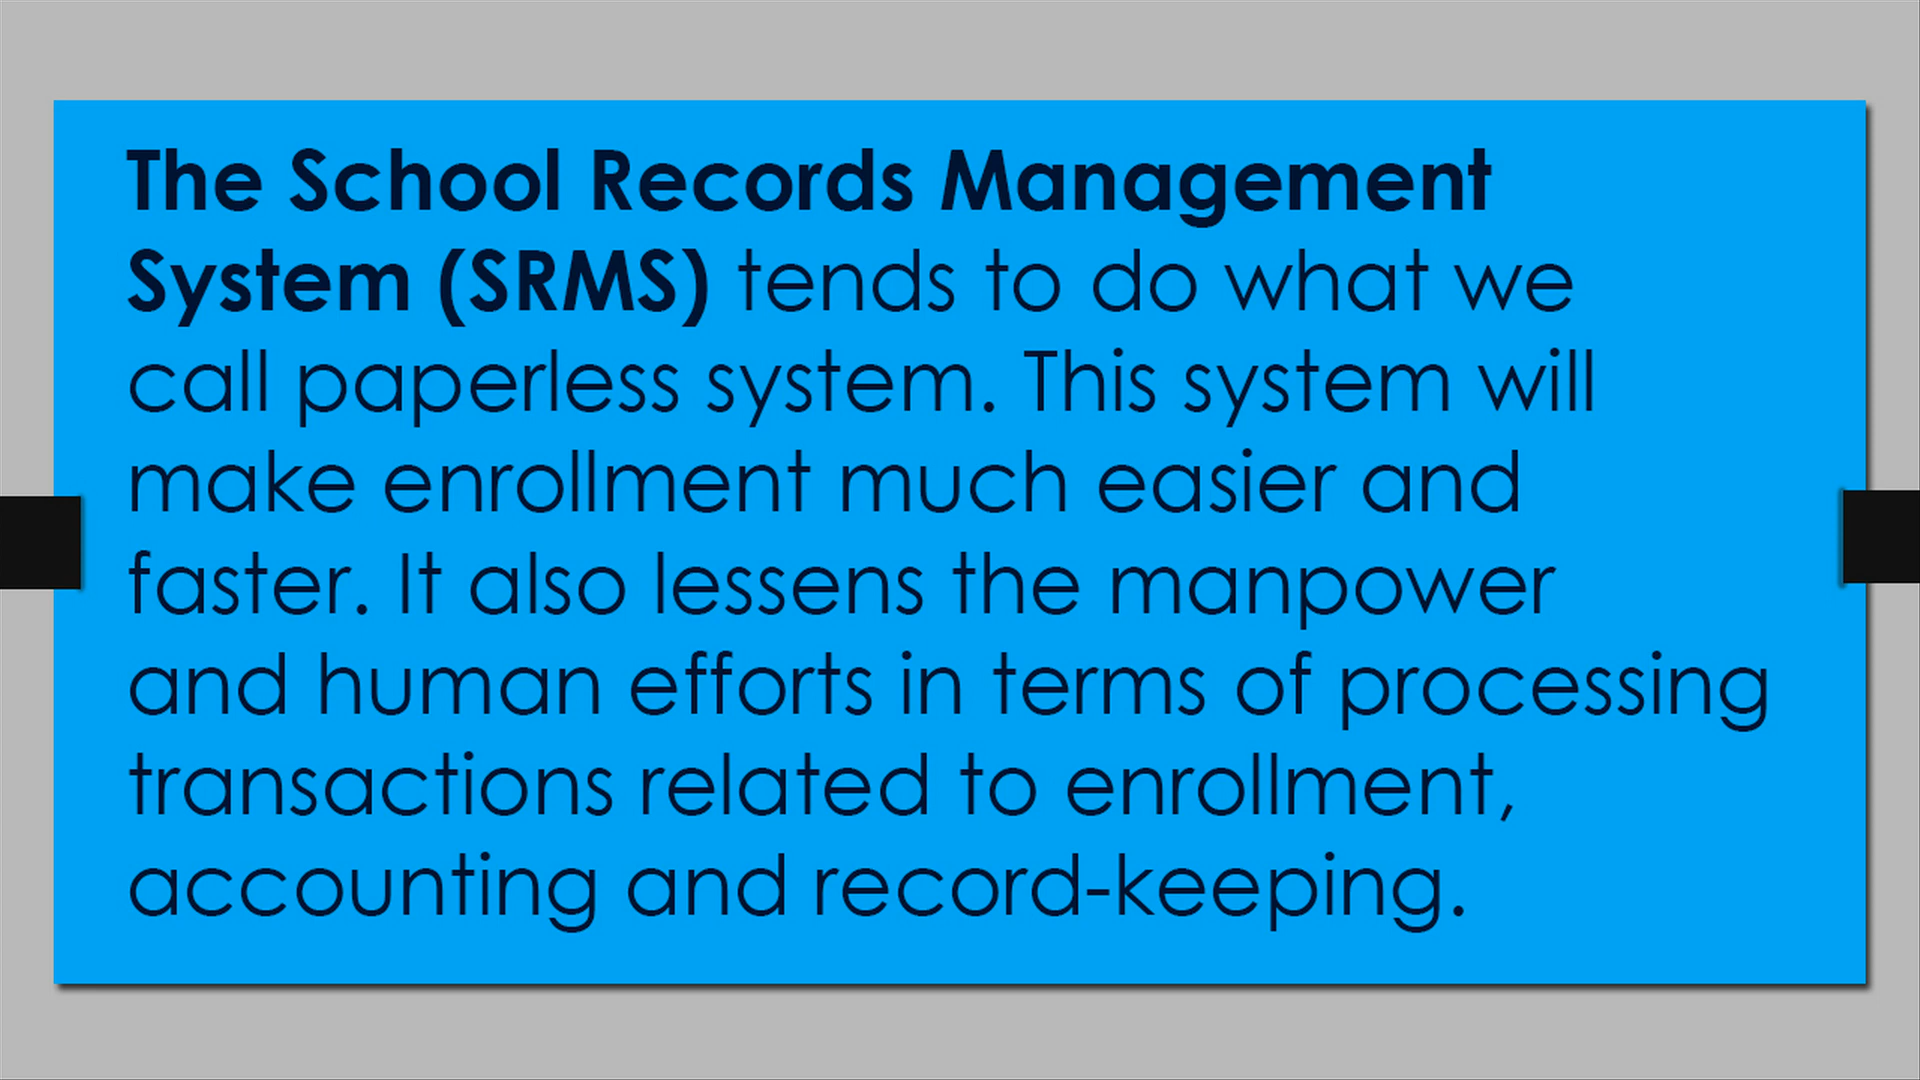 The School Records Management
System (SRMS) tends to do what we
call paperless system. This system will
make enrollment much easier and
faster. It also lessens the manpower
and human efforts in terms of processing
transactions related to enrollment,
accounting and record-keeping.